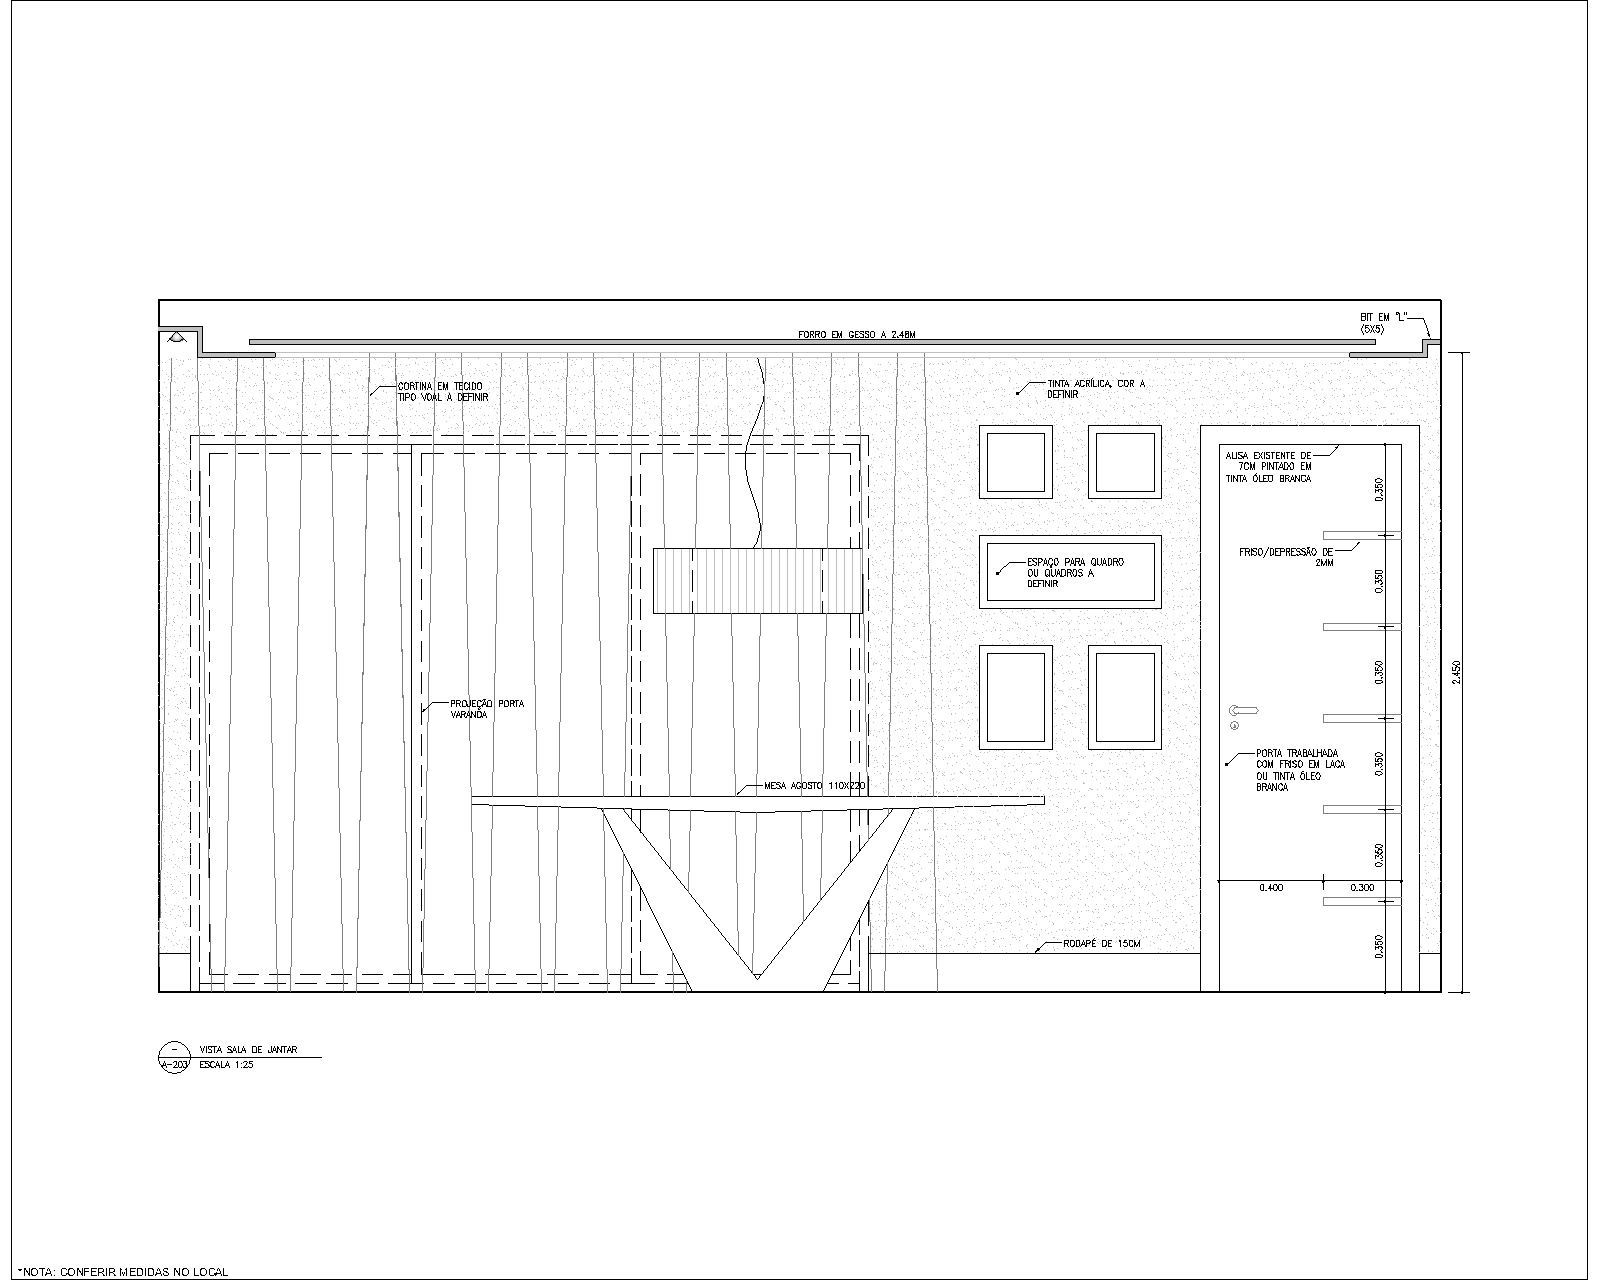 FORRO EM GESSO A 2.48M
BIT EM "L"
(5X5)
CORTINA EM TECIDO
TIPO VOAL A DEFINIR
TINTA ACRÍLICA, COR A
DEFINIR
ALISA EXISTENTE DE
7CM PINTADO EM
TINTA ÓLEO BRANCA
0.350
FRISO/DEPRESSÃO DE
2MM
ESPAÇO PARA QUADRO
OU QUADROS A
DEFINIR
0.350
0.350
2.450
PROJEÇÃO PORTA
VARANDA
PORTA TRABALHADA
COM FRISO EM LACA
OU TINTA ÓLEO
BRANCA
0.350
MESA AGOSTO 110X220
0.350
0.400
0.300
RODAPÉ DE 15CM
0.350
-
VISTA SALA DE JANTAR
A-203
ESCALA 1:25
*NOTA: CONFERIR MEDIDAS NO LOCAL